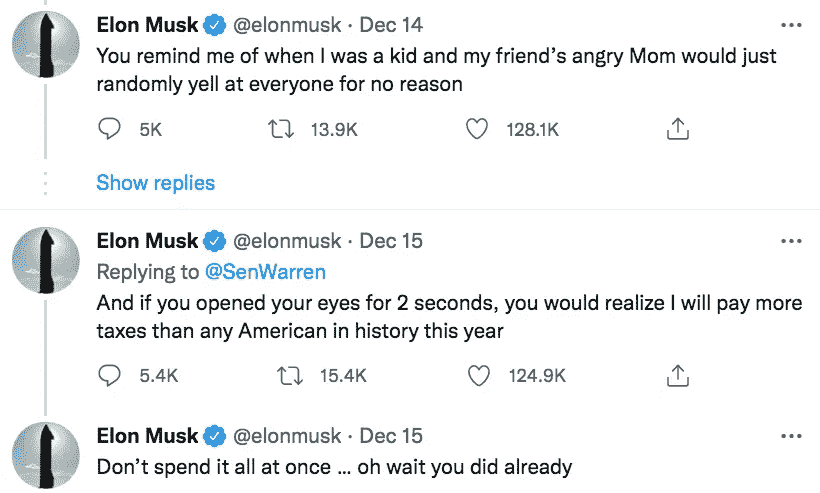 Elon Musk @elonmusk · Dec 14
You remind me of when I was a kid and my friend’s angry Mom would just
randomly yell at everyone for no reason
5K 13.9K 128.1K
Show replies
Elon Musk @elonmusk · Dec 15
Replying to @SenWarren
And if you opened your eyes for 2 seconds, you would realize I will pay more
taxes than any American in history this year
5.4K 15.4K 124.9K
Elon Musk @elonmusk · Dec 15
Don’t spend it all at once ... oh wait you did already